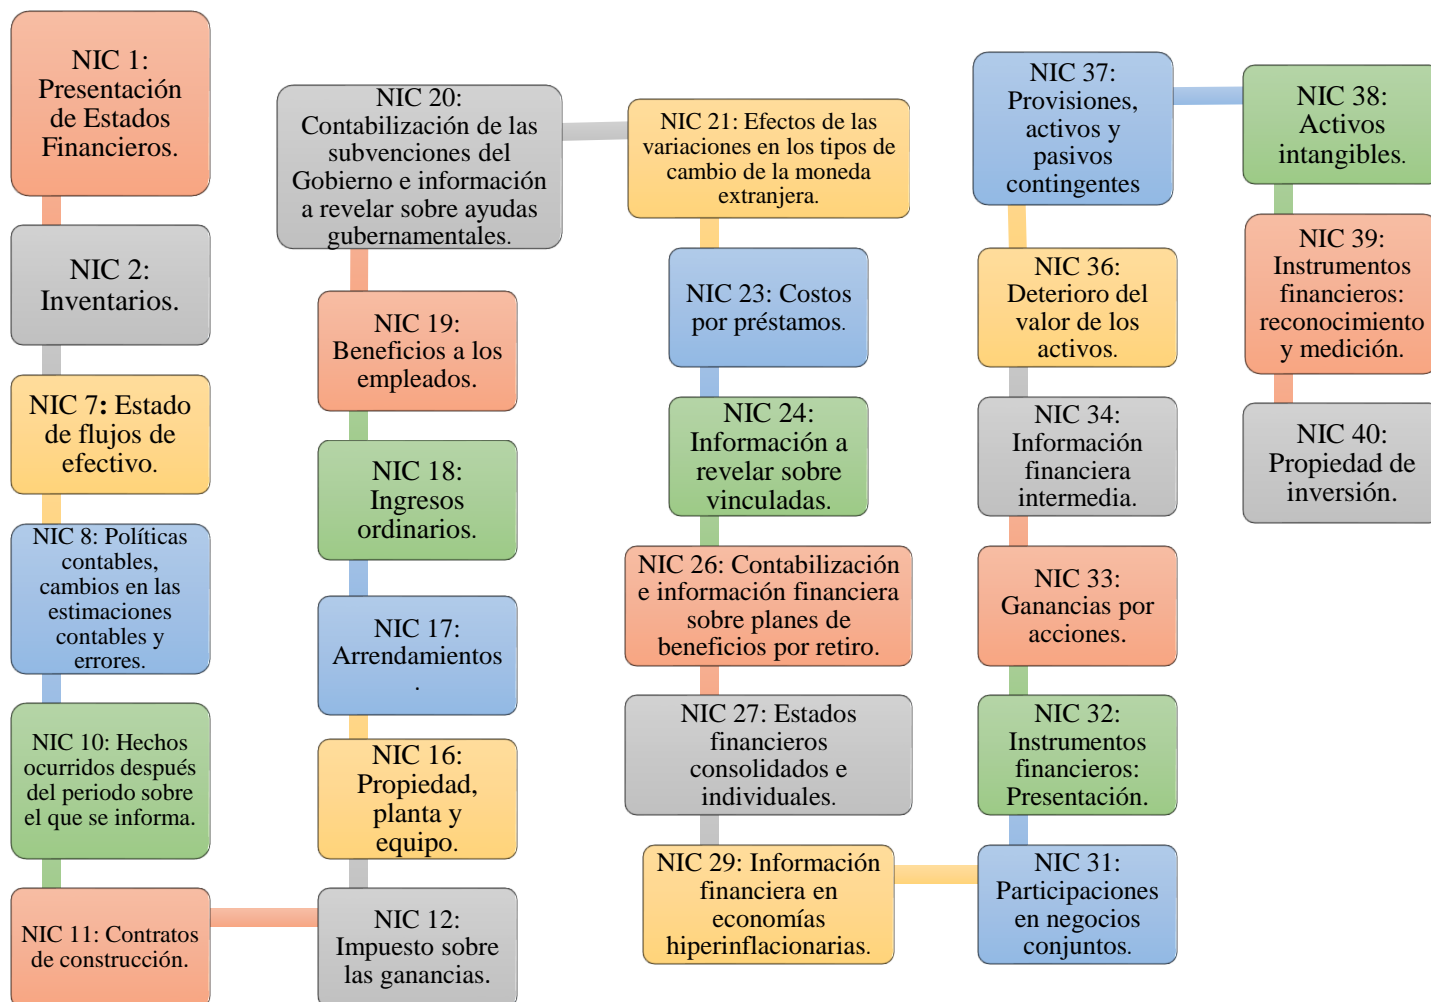 NIC 1:
Presentación
de Estados
Financieros.
NIC 2:
Inventarios.
NIC 7: Estado
de flujos de
efectivo.
NIC 8: Políticas
contables,
cambios en las
estimaciones
contables y
errores.
NIC 10: Hechos
ocurridos después
del periodo sobre
el que se informa.
NIC 11: Contratos
de construcción.
NIC 12:
Impuesto sobre
las ganancias.
NIC 16:
Propiedad,
planta y
equipo.
NIC 17:
Arrendamientos
.
NIC 18:
Ingresos
ordinarios.
NIC 19:
Beneficios a los
empleados.
NIC 20:
Contabilización de las
subvenciones del
Gobierno e información
a revelar sobre ayudas
gubernamentales.
NIC 21: Efectos de las
variaciones en los tipos de
cambio de la moneda
extranjera.
NIC 23: Costos
por préstamos.
NIC 24:
Información a
revelar sobre
vinculadas.
NIC 26: Contabilización
e información financiera
sobre planes de
beneficios por retiro.
NIC 27: Estados
financieros
consolidados e
individuales.
NIC 29: Información
financiera en
economías
hiperinflacionarias.
NIC 31:
Participaciones
en negocios
conjuntos.
NIC 32:
Instrumentos
financieros:
Presentación.
NIC 33:
Ganancias por
acciones.
NIC 34:
Información
financiera
intermedia.
NIC 36:
Deterioro del
valor de los
activos.
NIC 37:
Provisiones,
activos y
pasivos
contingentes
NIC 38:
Activos
intangibles.
NIC 39:
Instrumentos
financieros:
reconocimiento
y medición.
NIC 40:
Propiedad de
inversión.